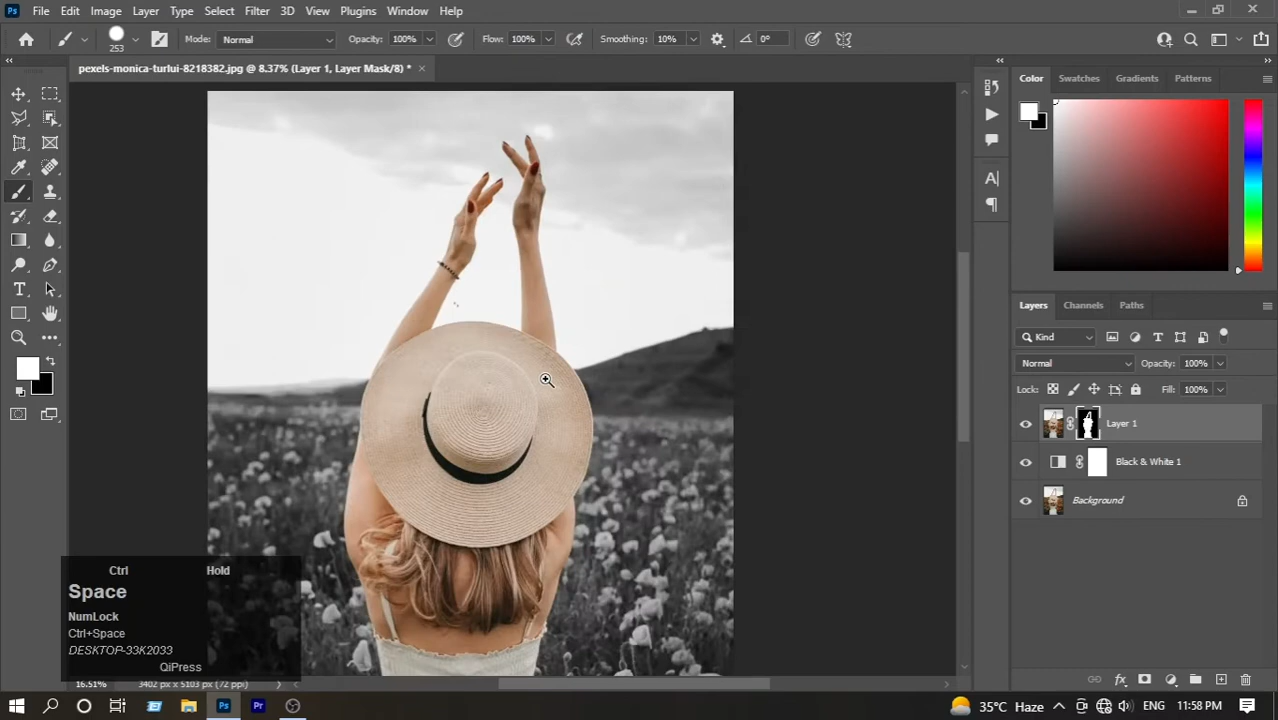 Ps File Edit Image Layer Type Select Filter 3D View Plugins Window Help
253 Mode: Normal Opacity: 100% Flow: 100% Smoothing: 10% 0°
pexels-monica-turlui-8218382.jpg @ 8.37% (Layer 1, Layer Mask/8) *
Color Swatches Gradients Patterns
Layers Channels Paths
Kind
Normal Opacity: 100%
Lock: Fill: 100%
Layer 1
Black & White 1
Background
Ctrl Hold
Space
NumLock
Ctrl+Space
DESKTOP-33K2033
QiPress
16.51% 3402 px x 5103 px (72 ppi)
Ps Pr 35°C Haze ENG 11:58 PM